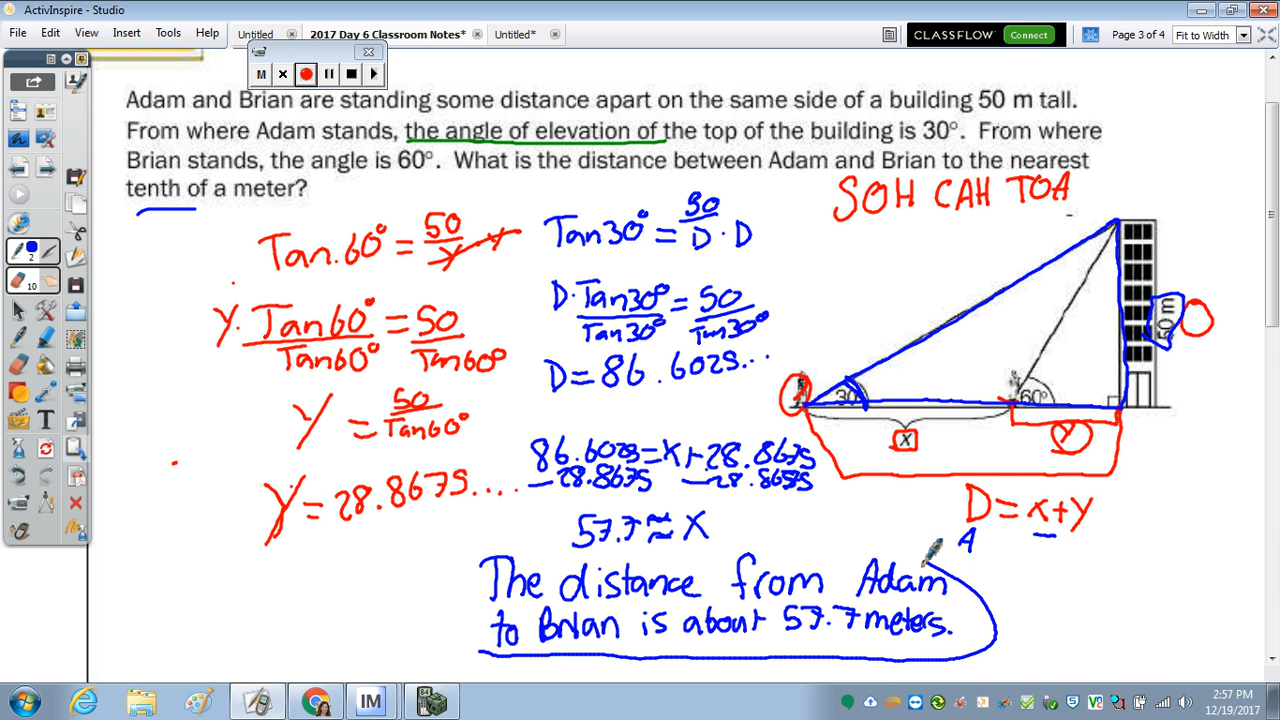 ActivInspire - Studio
File Edit View Insert Tools Help
Untitled
2017 Day 6 Classroom Notes*
Untitled*
CLASSFLOW Connect
Page 3 of 4
Fit to Width
M
Adam and Brian are standing some distance apart on the same side of a building 50 m tall.
From where Adam stands, the angle of elevation of the top of the building is 30°. From where
Brian stands, the angle is 60°. What is the distance between Adam and Brian to the nearest
tenth of a meter?
SOH CAH TOA
Tan 60° = 50/y · y
y · Tan60°/Tan60° = 50/Tan60°
y = 50/Tan60°
y = 28.8675....
Tan30° = 50/D · D
D · Tan30°/Tan30° = 50/Tan30°
D = 86.6025...
86.6025 = x + 28.8675
-28.8675 -28.8675
57.7 ≈ x
The distance from Adam
to Brian is about 57.7 meters.
30°
60°
50 m
x
y
D = x + y
2
10
T
IM
2:57 PM
12/19/2017